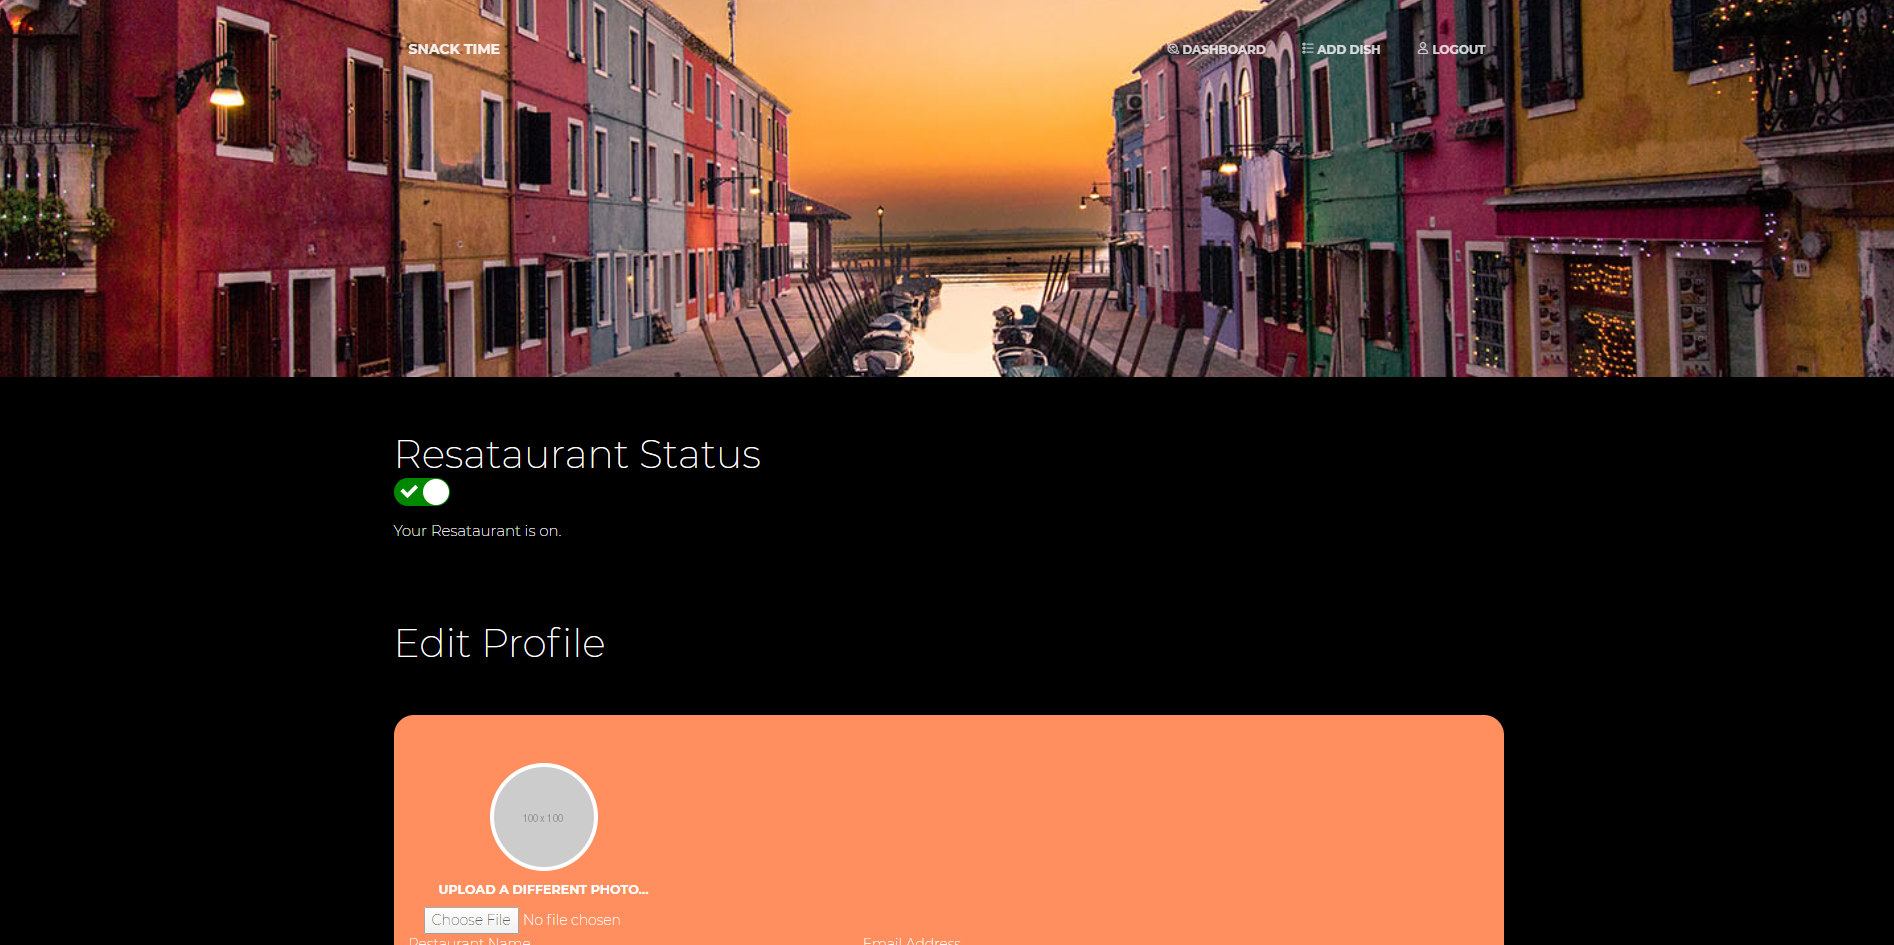 SNACK TIME
DASHBOARD
ADD DISH
LOGOUT
19
Resataurant Status
Your Resataurant is on.
Edit Profile
100 x 100
UPLOAD A DIFFERENT PHOTO...
Choose File No file chosen
Restaurant Name
Email Address